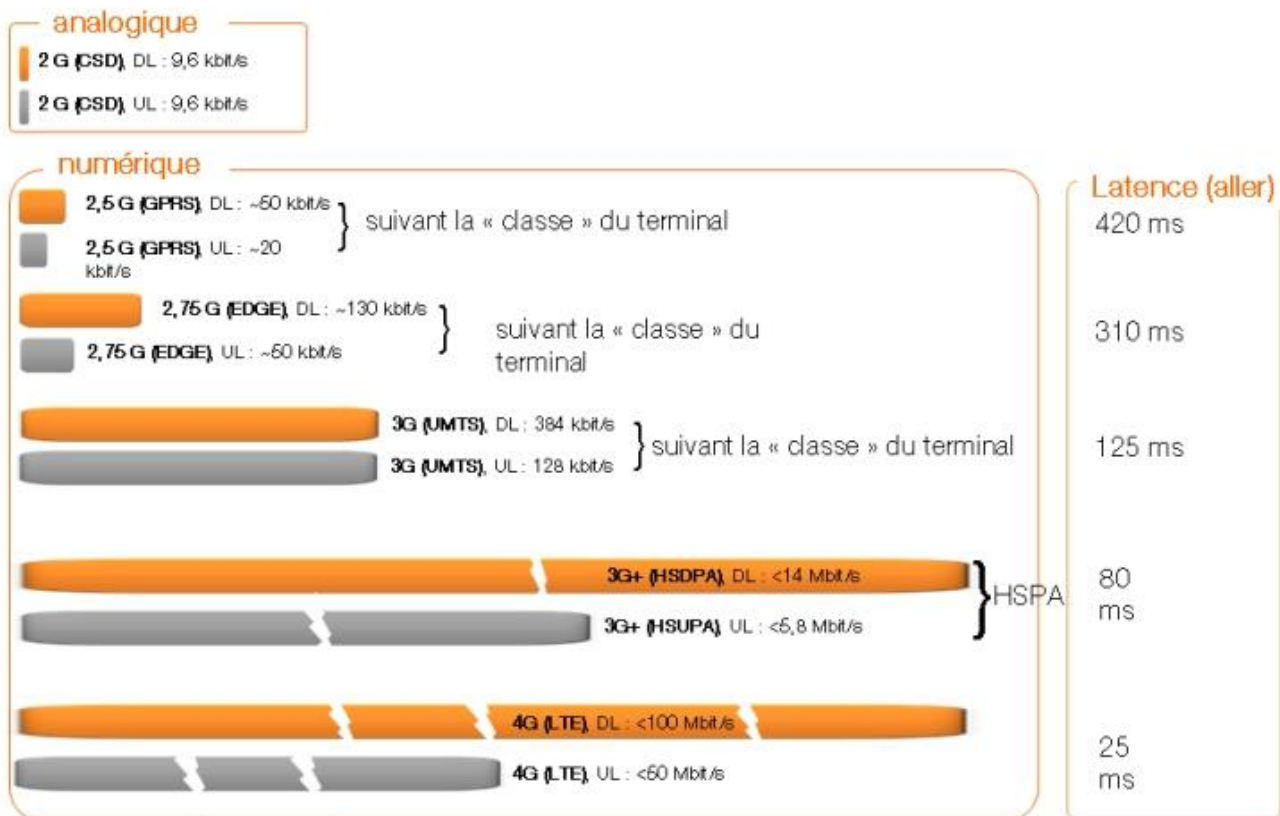 analogique
2 G (CSD), DL : 9,6 kbit/s
2 G (CSD), UL : 9,6 kbit/s
numérique
2,5 G (GPRS), DL : ~50 kbit/s
2,5 G (GPRS), UL : ~20
kbit/s
suivant la « classe » du terminal
2,75 G (EDGE), DL : ~130 kbit/s
2,75 G (EDGE), UL : ~50 kbit/s
suivant la « classe » du
terminal
3G (UMTS), DL : 384 kbit/s
3G (UMTS), UL : 128 kbit/s
suivant la « classe » du terminal
3G+ (HSDPA), DL : <14 Mbit/s
3G+ (HSUPA), UL : <5,8 Mbit/s
HSPA
4G (LTE), DL : <100 Mbit/s
4G (LTE), UL : <50 Mbit/s
Latence (aller)
420 ms
310 ms
125 ms
80
ms
25
ms